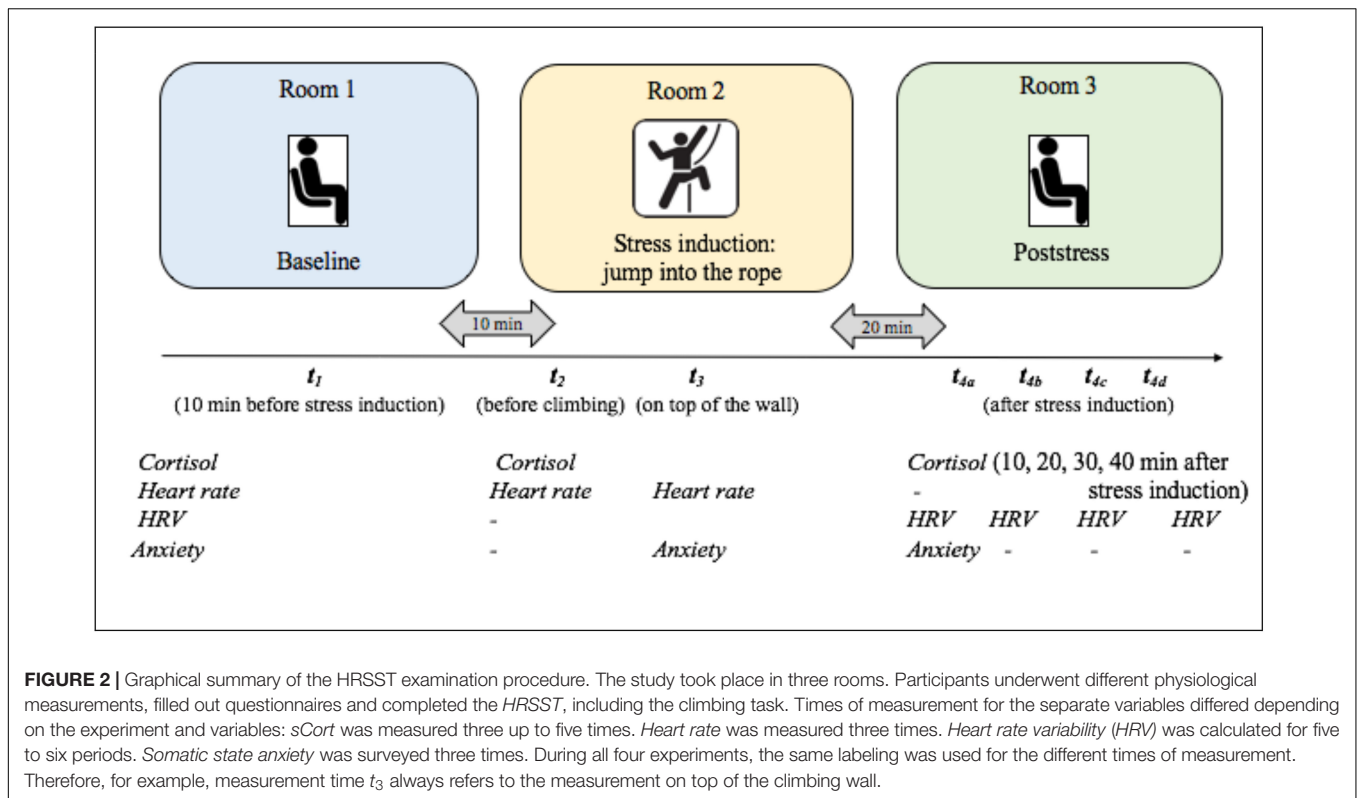 Room 1
Baseline
Room 2
Stress induction:
jump into the rope
Room 3
Poststress
10 min
20 min
t1
t2
t3
t4a
t4b
t4c
t4d
(10 min before stress induction)
(before climbing)
(on top of the wall)
(after stress induction)
Cortisol
Cortisol
Cortisol (10, 20, 30, 40 min after
stress induction)
Heart rate
Heart rate
Heart rate
-
HRV
-
HRV
HRV
HRV
HRV
Anxiety
-
Anxiety
Anxiety
-
-
-
FIGURE 2 | Graphical summary of the HRSST examination procedure. The study took place in three rooms. Participants underwent different physiological
measurements, filled out questionnaires and completed the HRSST, including the climbing task. Times of measurement for the separate variables differed depending
on the experiment and variables: sCort was measured three up to five times. Heart rate was measured three times. Heart rate variability (HRV) was calculated for five
to six periods. Somatic state anxiety was surveyed three times. During all four experiments, the same labeling was used for the different times of measurement.
Therefore, for example, measurement time t3 always refers to the measurement on top of the climbing wall.